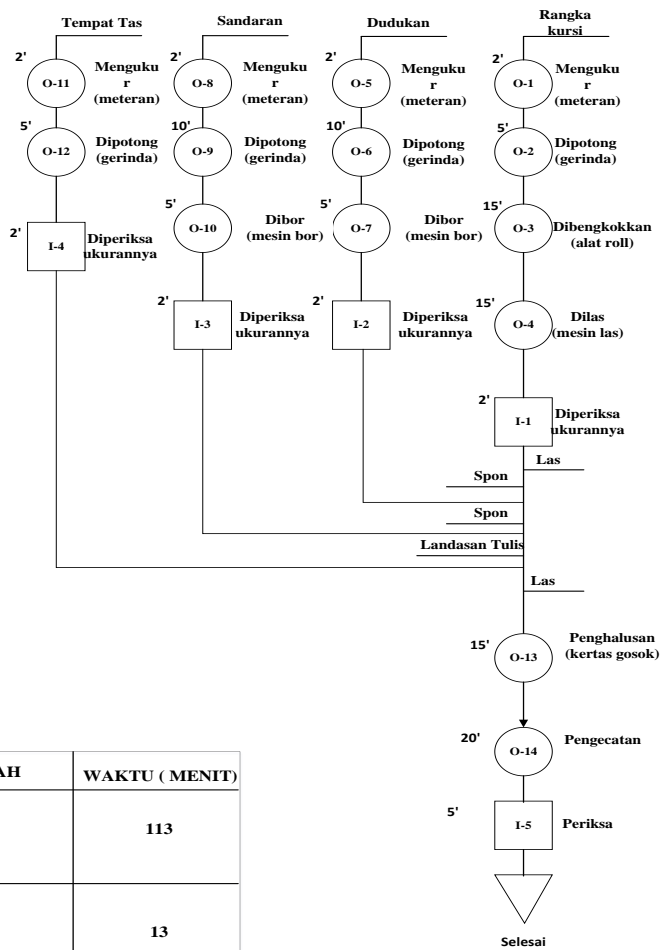 Tempat Tas
Sandaran
Dudukan
Rangka
kursi
2'
O-11
Menguku
r
(meteran)
2'
O-8
Menguku
r
(meteran)
2'
O-5
Menguku
r
(meteran)
2'
O-1
Menguku
r
(meteran)
5'
O-12
Dipotong
(gerinda)
10'
O-9
Dipotong
(gerinda)
10'
O-6
Dipotong
(gerinda)
5'
O-2
Dipotong
(gerinda)
2'
I-4
Diperiksa
ukurannya
5'
O-10
Dibor
(mesin bor)
5'
O-7
Dibor
(mesin bor)
15'
O-3
Dibengkokkan
(alat roll)
2'
I-3
Diperiksa
ukurannya
2'
I-2
Diperiksa
ukurannya
15'
O-4
Dilas
(mesin las)
2'
I-1
Diperiksa
ukurannya
Las
Spon
Spon
Landasan Tulis
Las
15'
O-13
Penghalusan
(kertas gosok)
20'
O-14
Pengecatan
5'
I-5
Periksa
Selesai
AH
WAKTU ( MENIT)
113
13